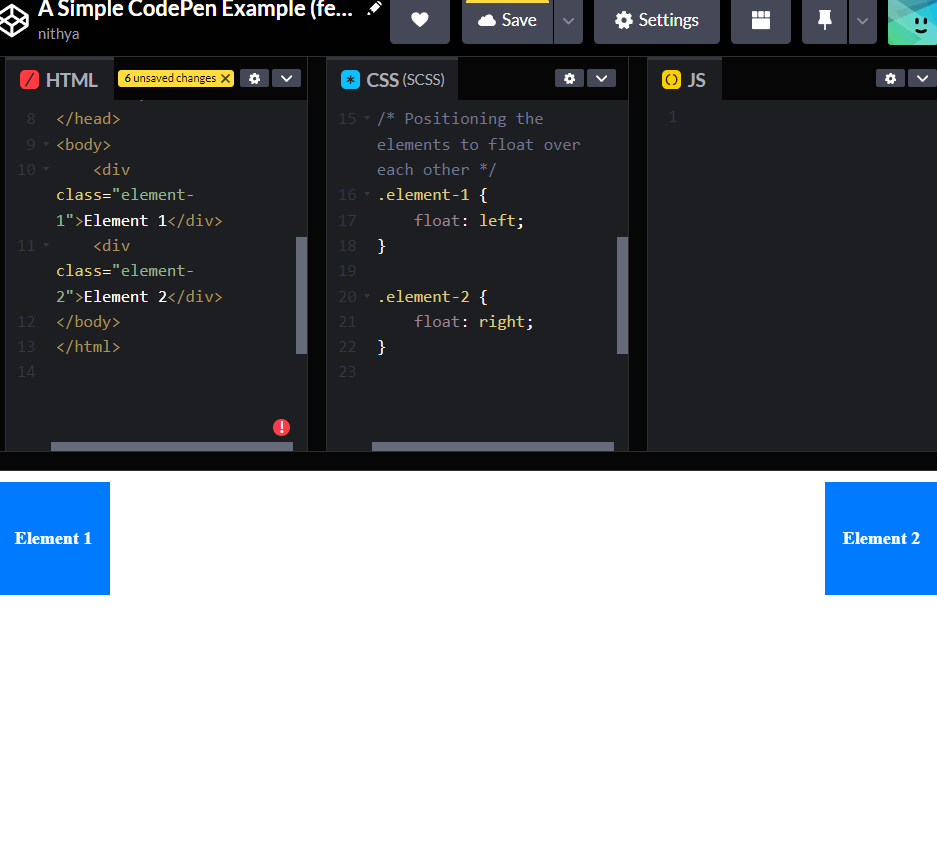 A Simple CodePen Example (fe...
nithya
Save
Settings
HTML
6 unsaved changes X
8 </head>
9 <body>
10     <div
class="element-
1">Element 1</div>
11     <div
class="element-
2">Element 2</div>
12 </body>
13 </html>
14
!
CSS (SCSS)
15 /* Positioning the
elements to float over
each other */
16 .element-1 {
17     float: left;
18 }
19
20 .element-2 {
21     float: right;
22 }
23
JS
1
Element 1
Element 2